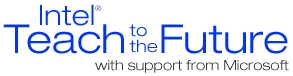 Intel®
Teach to the Future
with support from Microsoft